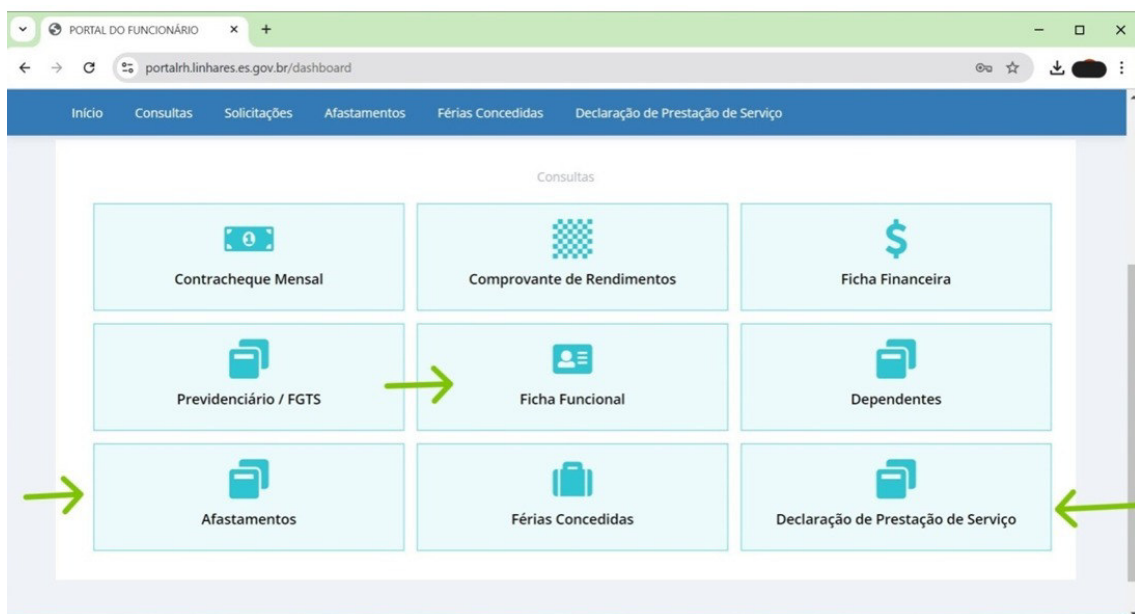 PORTAL DO FUNCIONÁRIO
portalrh.linhares.es.gov.br/dashboard
Início Consultas Solicitações Afastamentos Férias Concedidas Declaração de Prestação de Serviço
Consultas
1
Contracheque Mensal Comprovante de Rendimentos $ Ficha Financeira
Previdenciário / FGTS Ficha Funcional Dependentes
Afastamentos Férias Concedidas Declaração de Prestação de Serviço